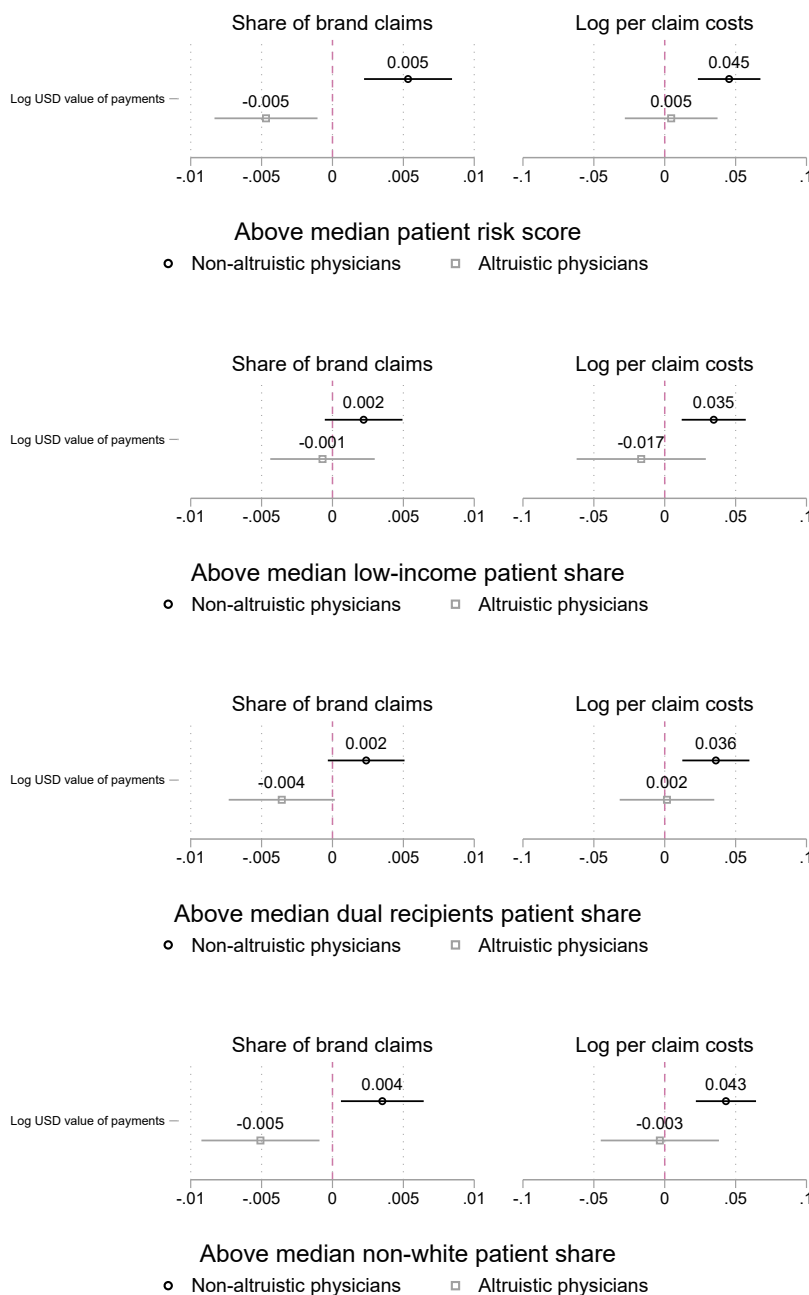 Share of brand claims Log per claim costs
0.005 0.045
Log USD value of payments
-0.005 0.005
-.01 -.005 0 .005 .01 -.1 -.05 0 .05 .1
Above median patient risk score
Non-altruistic physicians Altruistic physicians
Share of brand claims Log per claim costs
0.002 0.035
Log USD value of payments
-0.001 -0.017
-.01 -.005 0 .005 .01 -.1 -.05 0 .05 .1
Above median low-income patient share
Non-altruistic physicians Altruistic physicians
Share of brand claims Log per claim costs
0.002 0.036
Log USD value of payments
-0.004 0.002
-.01 -.005 0 .005 .01 -.1 -.05 0 .05 .1
Above median dual recipients patient share
Non-altruistic physicians Altruistic physicians
Share of brand claims Log per claim costs
0.004 0.043
Log USD value of payments
-0.005 -0.003
-.01 -.005 0 .005 .01 -.1 -.05 0 .05 .1
Above median non-white patient share
Non-altruistic physicians Altruistic physicians